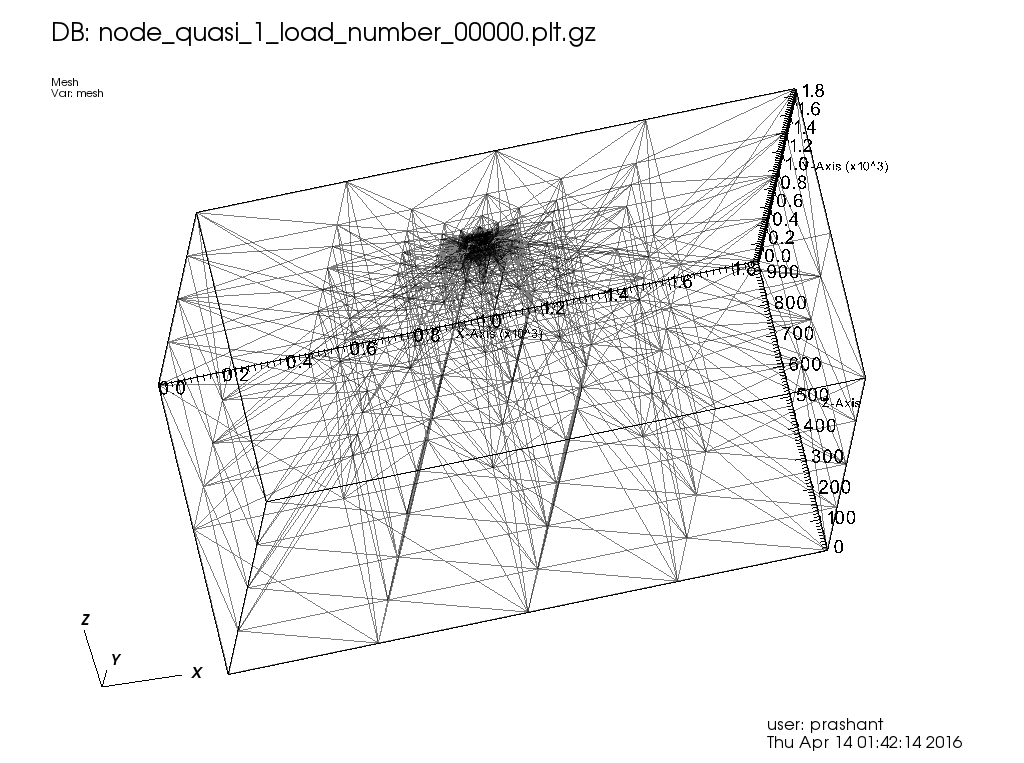 DB: node_quasi_1_load_number_00000.plt.gz
Mesh
Var: mesh
1.8
1.6
1.4
1.2
1.0
Y-Axis (x10^3)
0.8
0.6
0.4
0.2
0.0
0.0 0.2 0.4 0.6 0.8 1.0 1.2 1.4 1.6 1.8
X-Axis (x10^3)
900
800
700
600
500
Z-Axis
400
300
200
100
0
Z
Y
X
user: prashant
Thu Apr 14 01:42:14 2016